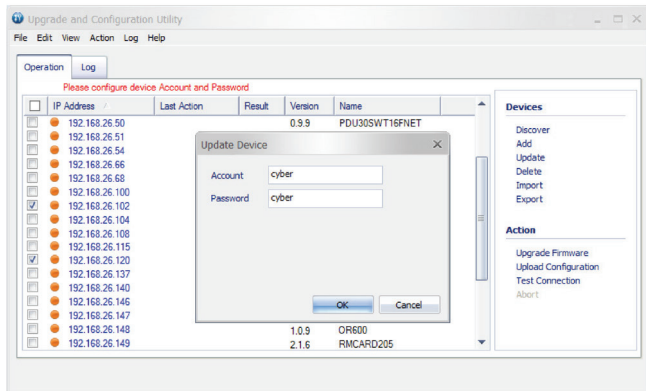 Upgrade and Configuration Utility
File Edit View Action Log Help
Operation Log
Please configure device Account and Password
IP Address Last Action Result Version Name
192.168.26.50 0.9.9 PDU30SWT16FNET
192.168.26.51
192.168.26.54
192.168.26.66
192.168.26.68
192.168.26.100
192.168.26.102
192.168.26.104
192.168.26.108
192.168.26.115
192.168.26.120
192.168.26.137
192.168.26.140
192.168.26.146
192.168.26.147
192.168.26.148 1.0.9 OR600
192.168.26.149 2.1.6 RMCARD205
Update Device
Account cyber
Password cyber
OK Cancel
Devices
Discover
Add
Update
Delete
Import
Export
Action
Upgrade Firmware
Upload Configuration
Test Connection
Abort